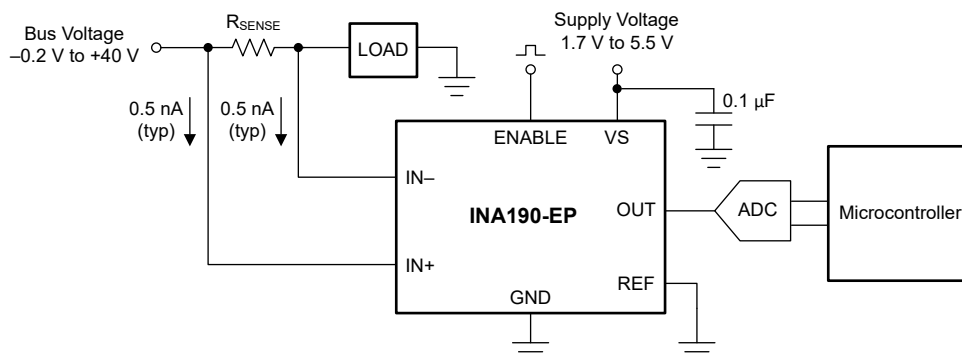 Bus Voltage
–0.2 V to +40 V
RSENSE
LOAD
Supply Voltage
1.7 V to 5.5 V
0.5 nA
(typ)
0.5 nA
(typ)
0.1 µF
ENABLE
VS
IN–
INA190-EP
OUT
ADC
Microcontroller
IN+
REF
GND